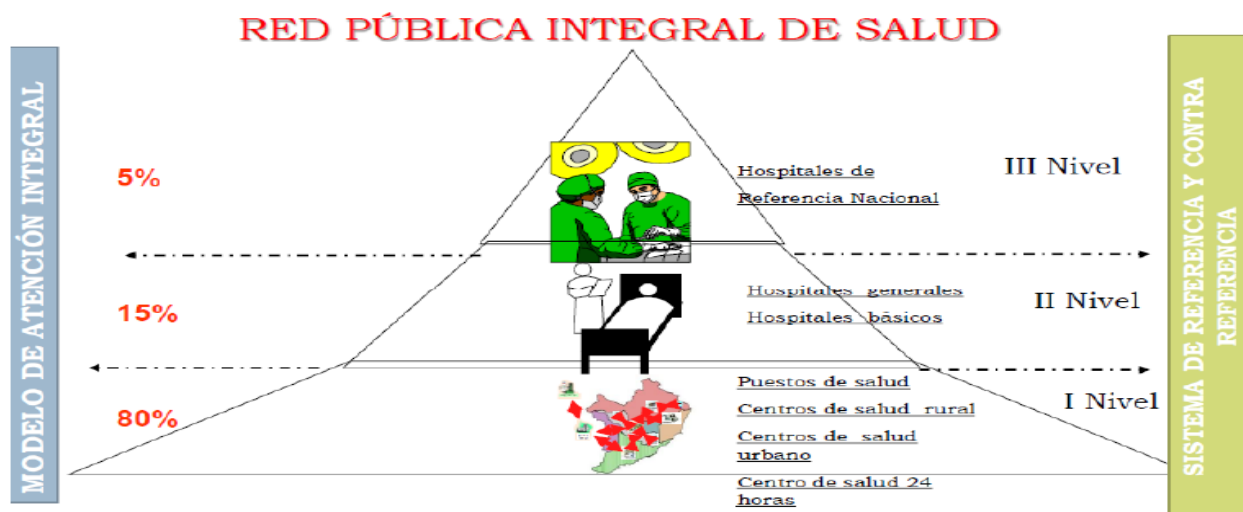 RED PÚBLICA INTEGRAL DE SALUD
MODELO DE ATENCIÓN INTEGRAL
5%
Hospitales de
Referencia Nacional
III Nivel
15%
Hospitales generales
Hospitales básicos
II Nivel
80%
Puestos de salud
Centros de salud rural
Centros de salud
urbano
Centro de salud 24
horas
I Nivel
SISTEMA DE REFERENCIA Y CONTRA
REFERENCIA